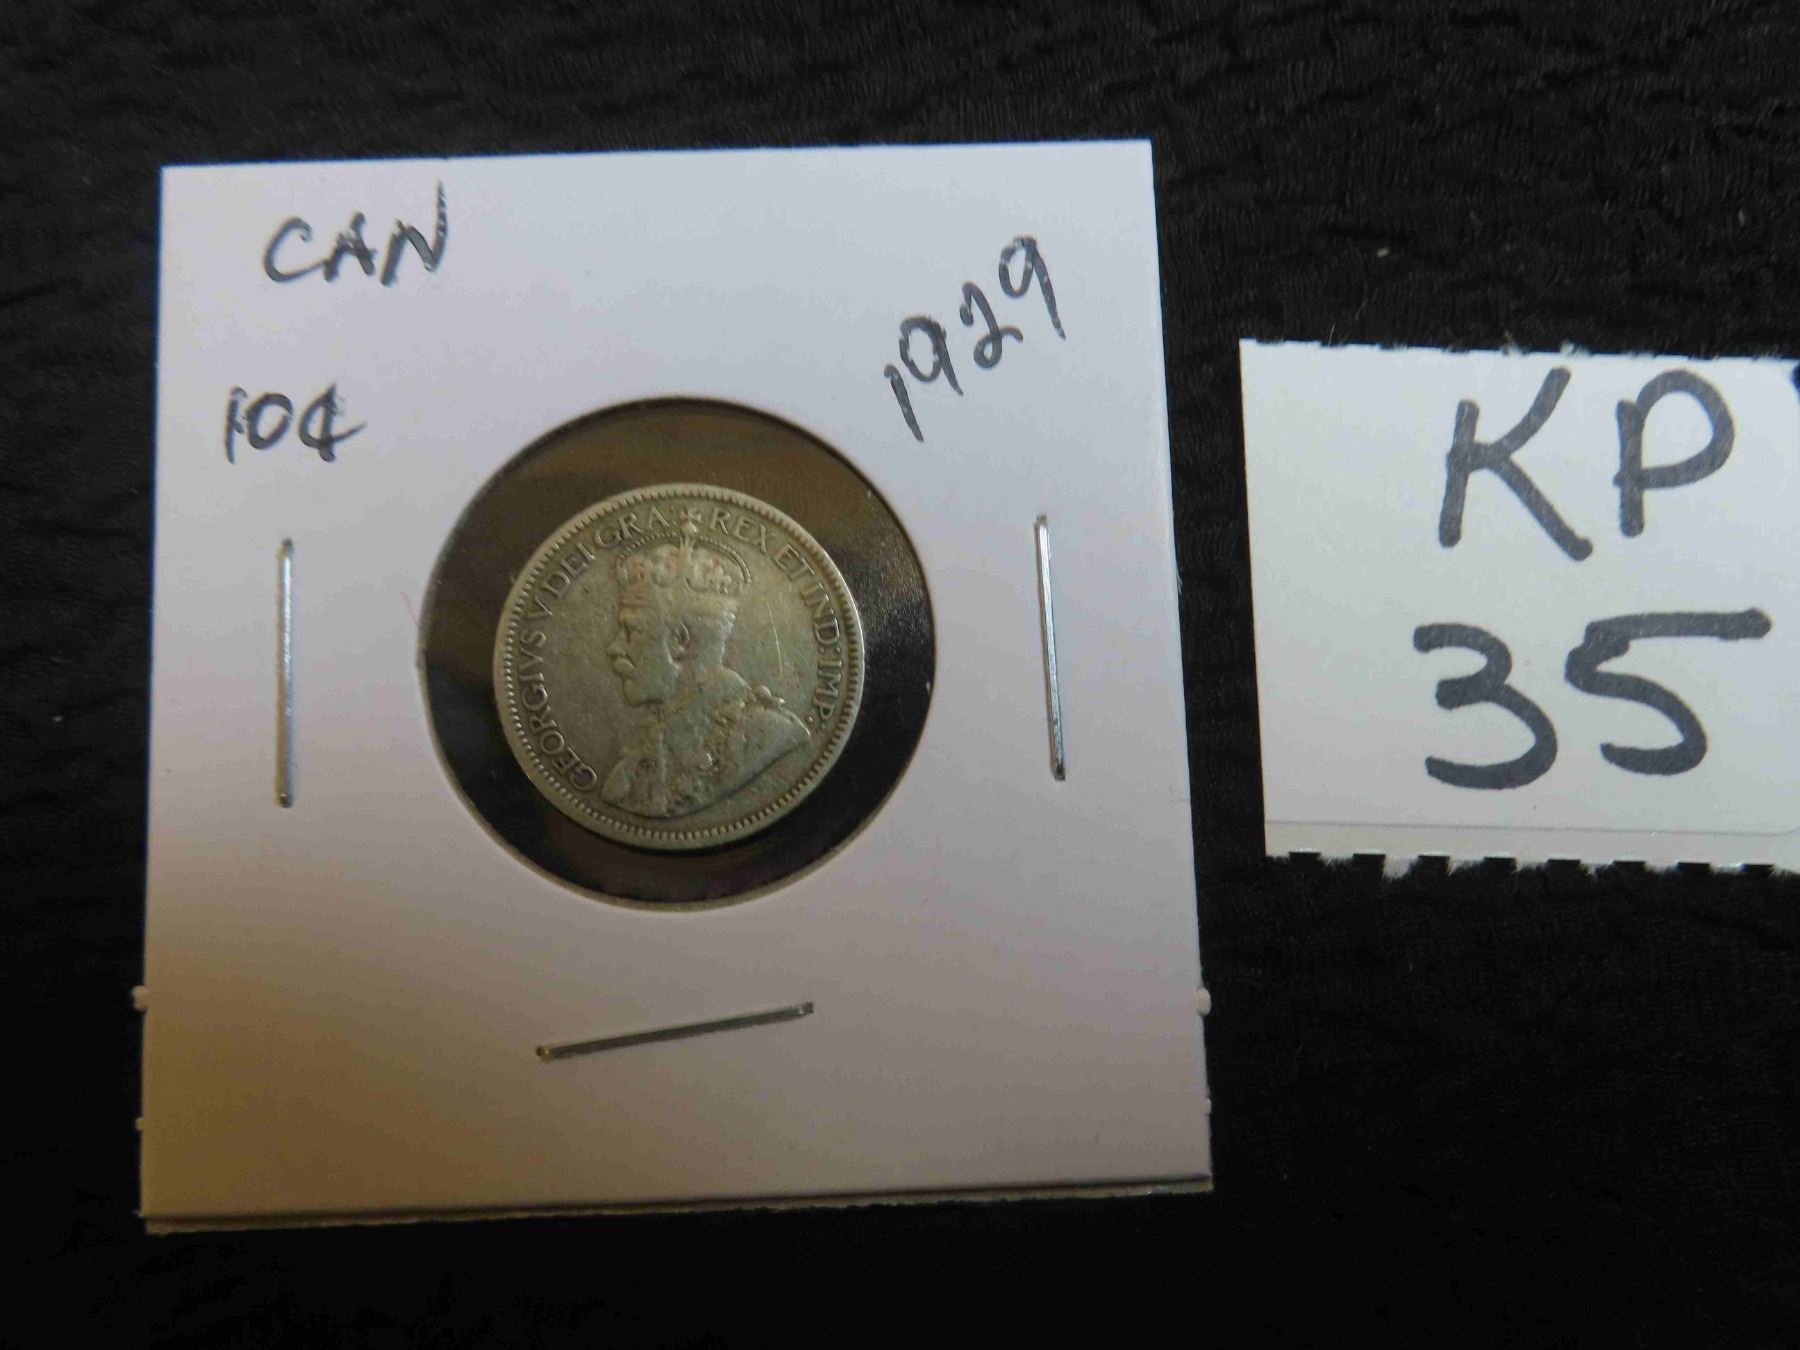 CAN
10¢
1929
GEORGIVS V DEI GRA: REX ET IND: IMP.
KP
35